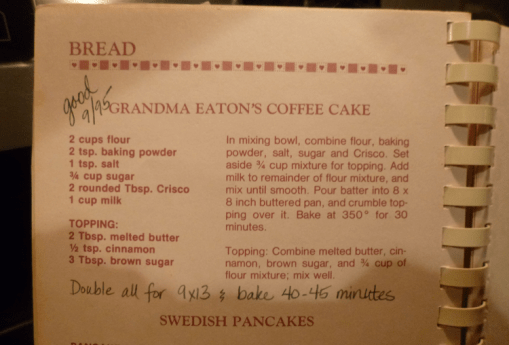 BREAD
good
9/95
GRANDMA EATON'S COFFEE CAKE
2 cups flour
2 tsp. baking powder
1 tsp. salt
¾ cup sugar
2 rounded Tbsp. Crisco
1 cup milk
TOPPING:
2 Tbsp. melted butter
½ tsp. cinnamon
3 Tbsp. brown sugar
In mixing bowl, combine flour, baking
powder, salt, sugar and Crisco. Set
aside ¾ cup mixture for topping. Add
milk to remainder of flour mixture, and
mix until smooth. Pour batter into 8 x
8 inch buttered pan, and crumble top-
ping over it. Bake at 350° for 30
minutes.
Topping: Combine melted butter, cin-
namon, brown sugar, and ¾ cup of
flour mixture; mix well.
Double all for 9x13 & bake 40-45 minutes
SWEDISH PANCAKES